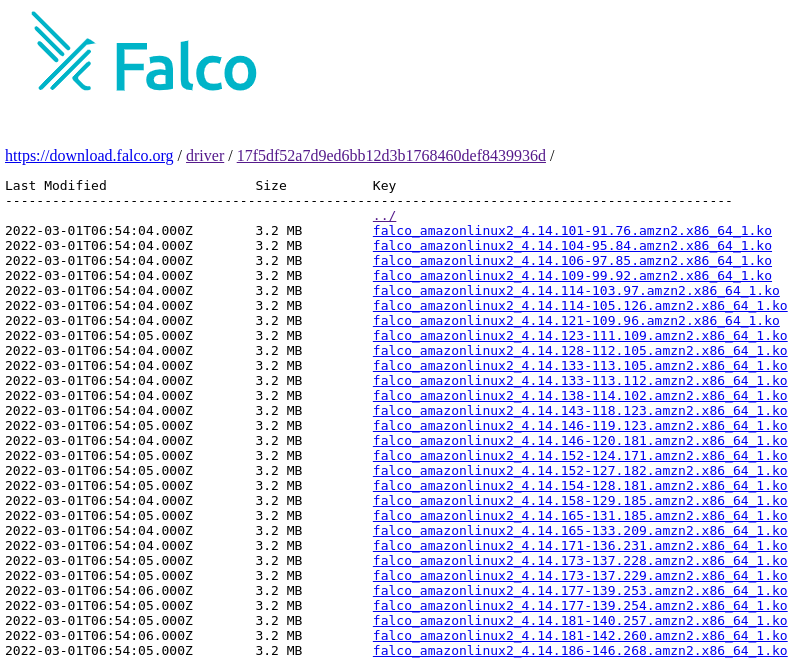 Falco
https://download.falco.org / driver / 17f5df52a7d9ed6bb12d3b1768460def8439936d /
Last Modified                   Size           Key
---------------------------------------------------------------------------------------------
../
2022-03-01T06:54:04.000Z        3.2 MB         falco_amazonlinux2_4.14.101-91.76.amzn2.x86_64_1.ko
2022-03-01T06:54:04.000Z        3.2 MB         falco_amazonlinux2_4.14.104-95.84.amzn2.x86_64_1.ko
2022-03-01T06:54:04.000Z        3.2 MB         falco_amazonlinux2_4.14.106-97.85.amzn2.x86_64_1.ko
2022-03-01T06:54:04.000Z        3.2 MB         falco_amazonlinux2_4.14.109-99.92.amzn2.x86_64_1.ko
2022-03-01T06:54:04.000Z        3.2 MB         falco_amazonlinux2_4.14.114-103.97.amzn2.x86_64_1.ko
2022-03-01T06:54:04.000Z        3.2 MB         falco_amazonlinux2_4.14.114-105.126.amzn2.x86_64_1.ko
2022-03-01T06:54:04.000Z        3.2 MB         falco_amazonlinux2_4.14.121-109.96.amzn2.x86_64_1.ko
2022-03-01T06:54:05.000Z        3.2 MB         falco_amazonlinux2_4.14.123-111.109.amzn2.x86_64_1.ko
2022-03-01T06:54:04.000Z        3.2 MB         falco_amazonlinux2_4.14.128-112.105.amzn2.x86_64_1.ko
2022-03-01T06:54:04.000Z        3.2 MB         falco_amazonlinux2_4.14.133-113.105.amzn2.x86_64_1.ko
2022-03-01T06:54:04.000Z        3.2 MB         falco_amazonlinux2_4.14.133-113.112.amzn2.x86_64_1.ko
2022-03-01T06:54:04.000Z        3.2 MB         falco_amazonlinux2_4.14.138-114.102.amzn2.x86_64_1.ko
2022-03-01T06:54:04.000Z        3.2 MB         falco_amazonlinux2_4.14.143-118.123.amzn2.x86_64_1.ko
2022-03-01T06:54:05.000Z        3.2 MB         falco_amazonlinux2_4.14.146-119.123.amzn2.x86_64_1.ko
2022-03-01T06:54:04.000Z        3.2 MB         falco_amazonlinux2_4.14.146-120.181.amzn2.x86_64_1.ko
2022-03-01T06:54:05.000Z        3.2 MB         falco_amazonlinux2_4.14.152-124.171.amzn2.x86_64_1.ko
2022-03-01T06:54:05.000Z        3.2 MB         falco_amazonlinux2_4.14.152-127.182.amzn2.x86_64_1.ko
2022-03-01T06:54:05.000Z        3.2 MB         falco_amazonlinux2_4.14.154-128.181.amzn2.x86_64_1.ko
2022-03-01T06:54:04.000Z        3.2 MB         falco_amazonlinux2_4.14.158-129.185.amzn2.x86_64_1.ko
2022-03-01T06:54:05.000Z        3.2 MB         falco_amazonlinux2_4.14.165-131.185.amzn2.x86_64_1.ko
2022-03-01T06:54:04.000Z        3.2 MB         falco_amazonlinux2_4.14.165-133.209.amzn2.x86_64_1.ko
2022-03-01T06:54:04.000Z        3.2 MB         falco_amazonlinux2_4.14.171-136.231.amzn2.x86_64_1.ko
2022-03-01T06:54:05.000Z        3.2 MB         falco_amazonlinux2_4.14.173-137.228.amzn2.x86_64_1.ko
2022-03-01T06:54:05.000Z        3.2 MB         falco_amazonlinux2_4.14.173-137.229.amzn2.x86_64_1.ko
2022-03-01T06:54:06.000Z        3.2 MB         falco_amazonlinux2_4.14.177-139.253.amzn2.x86_64_1.ko
2022-03-01T06:54:05.000Z        3.2 MB         falco_amazonlinux2_4.14.177-139.254.amzn2.x86_64_1.ko
2022-03-01T06:54:05.000Z        3.2 MB         falco_amazonlinux2_4.14.181-140.257.amzn2.x86_64_1.ko
2022-03-01T06:54:06.000Z        3.2 MB         falco_amazonlinux2_4.14.181-142.260.amzn2.x86_64_1.ko
2022-03-01T06:54:05.000Z        3.2 MB         falco_amazonlinux2_4.14.186-146.268.amzn2.x86_64_1.ko